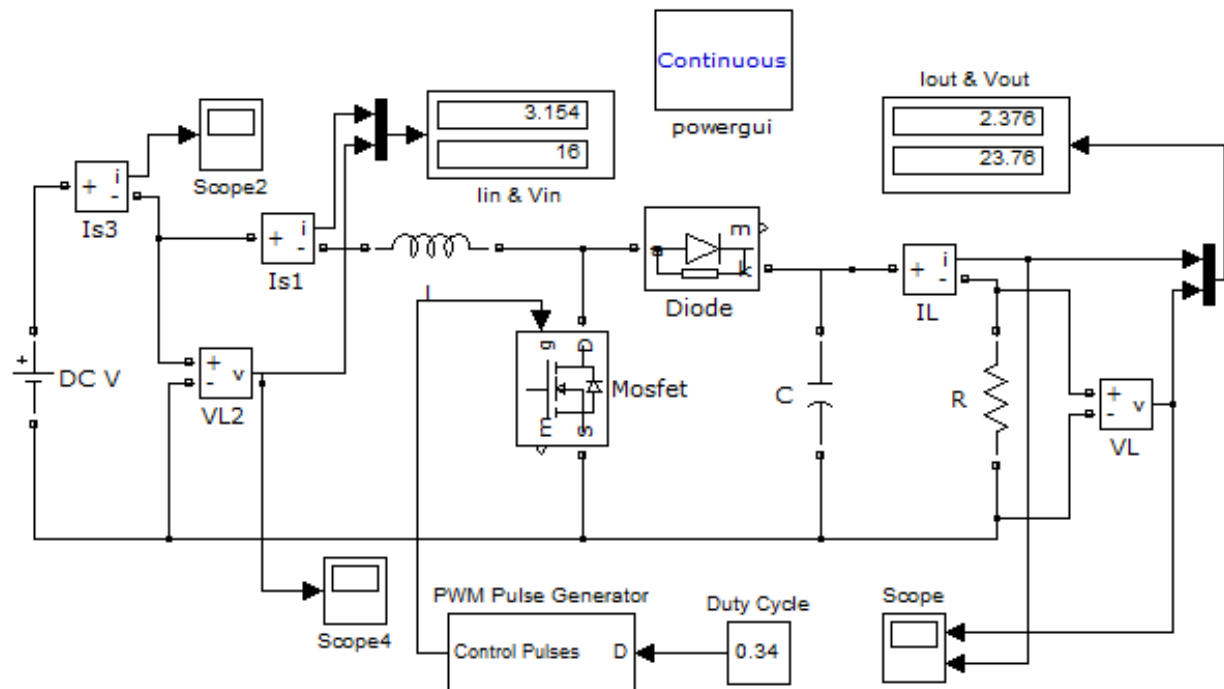 Continuous
powergui
Iout & Vout
2.376
23.76
3.154
16
Iin & Vin
Scope2
+ i -
Is3
+ i -
Is1
l
a m k
Diode
+ i -
IL
+
DC V
+ - v
VL2
g D m S
Mosfet
C
R
+ - v
VL
Scope4
PWM Pulse Generator
Control Pulses D
Duty Cycle
0.34
Scope